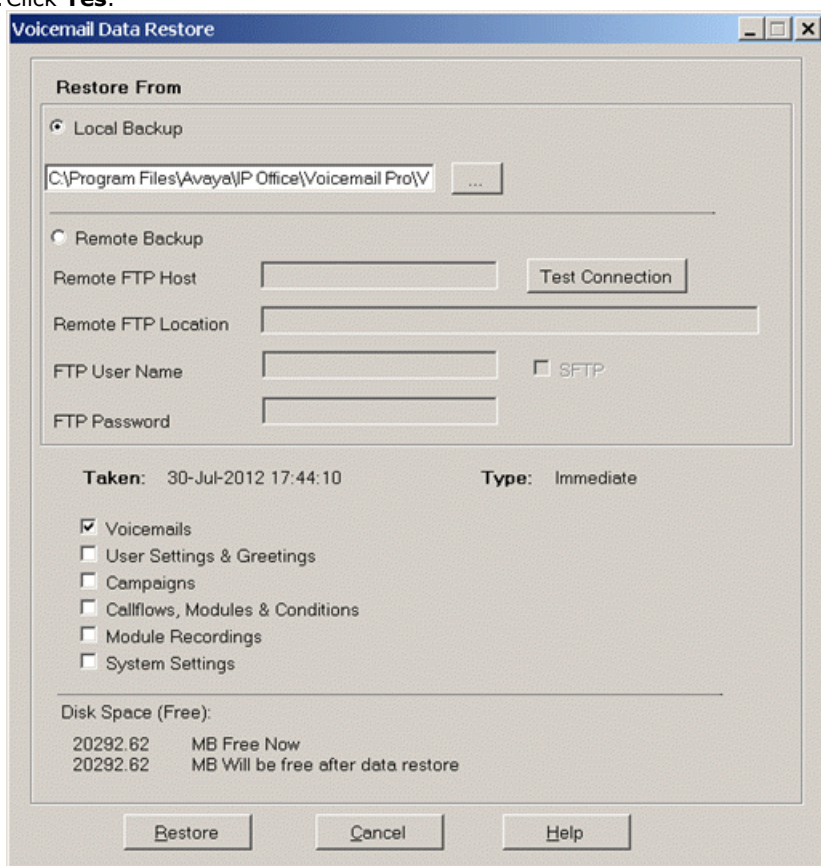 Click Yes.
Voicemail Data Restore
Restore From
Local Backup
C:\Program Files\Avaya\IP Office\Voicemail Pro\V
...
Remote Backup
Remote FTP Host
Test Connection
Remote FTP Location
FTP User Name
SFTP
FTP Password
Taken: 30-Jul-2012 17:44:10 Type: Immediate
Voicemails
User Settings & Greetings
Campaigns
Callflows, Modules & Conditions
Module Recordings
System Settings
Disk Space (Free):
20292.62 MB Free Now
20292.62 MB Will be free after data restore
Restore Cancel Help